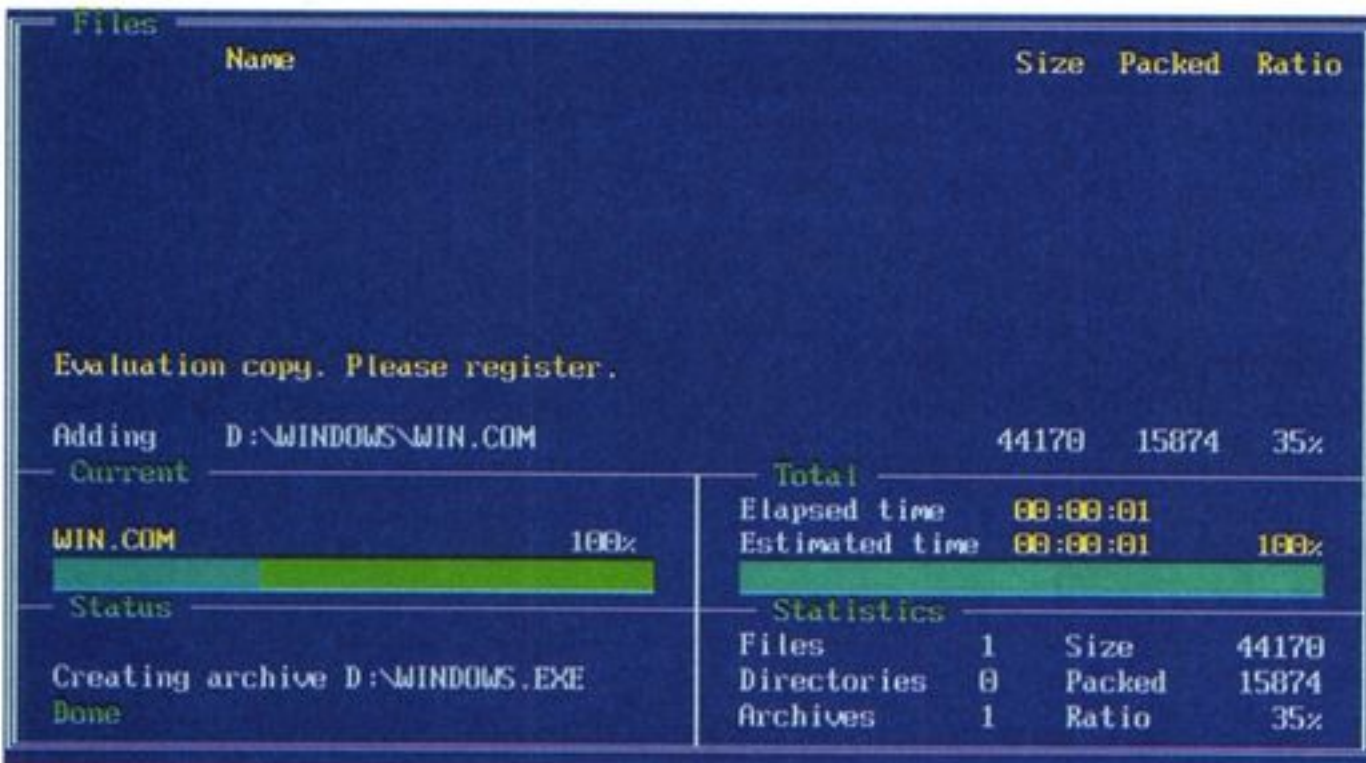 Files
Name Size Packed Ratio
Evaluation copy. Please register.
Adding D:\WINDOWS\WIN.COM 44170 15874 35%
Current
WIN.COM 100%
Total
Elapsed time 00:00:01
Estimated time 00:00:01 100%
Status
Creating archive D:\WINDOWS.EXE
Done
Statistics
Files 1 Size 44170
Directories 0 Packed 15874
Archives 1 Ratio 35%